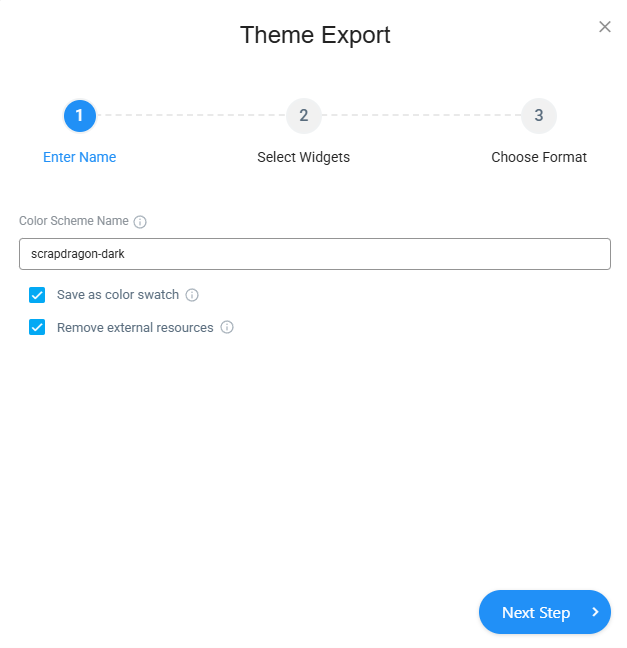 Theme Export
1
2
3
Enter Name
Select Widgets
Choose Format
Color Scheme Name
scrapdragon-dark
Save as color swatch
Remove external resources
Next Step